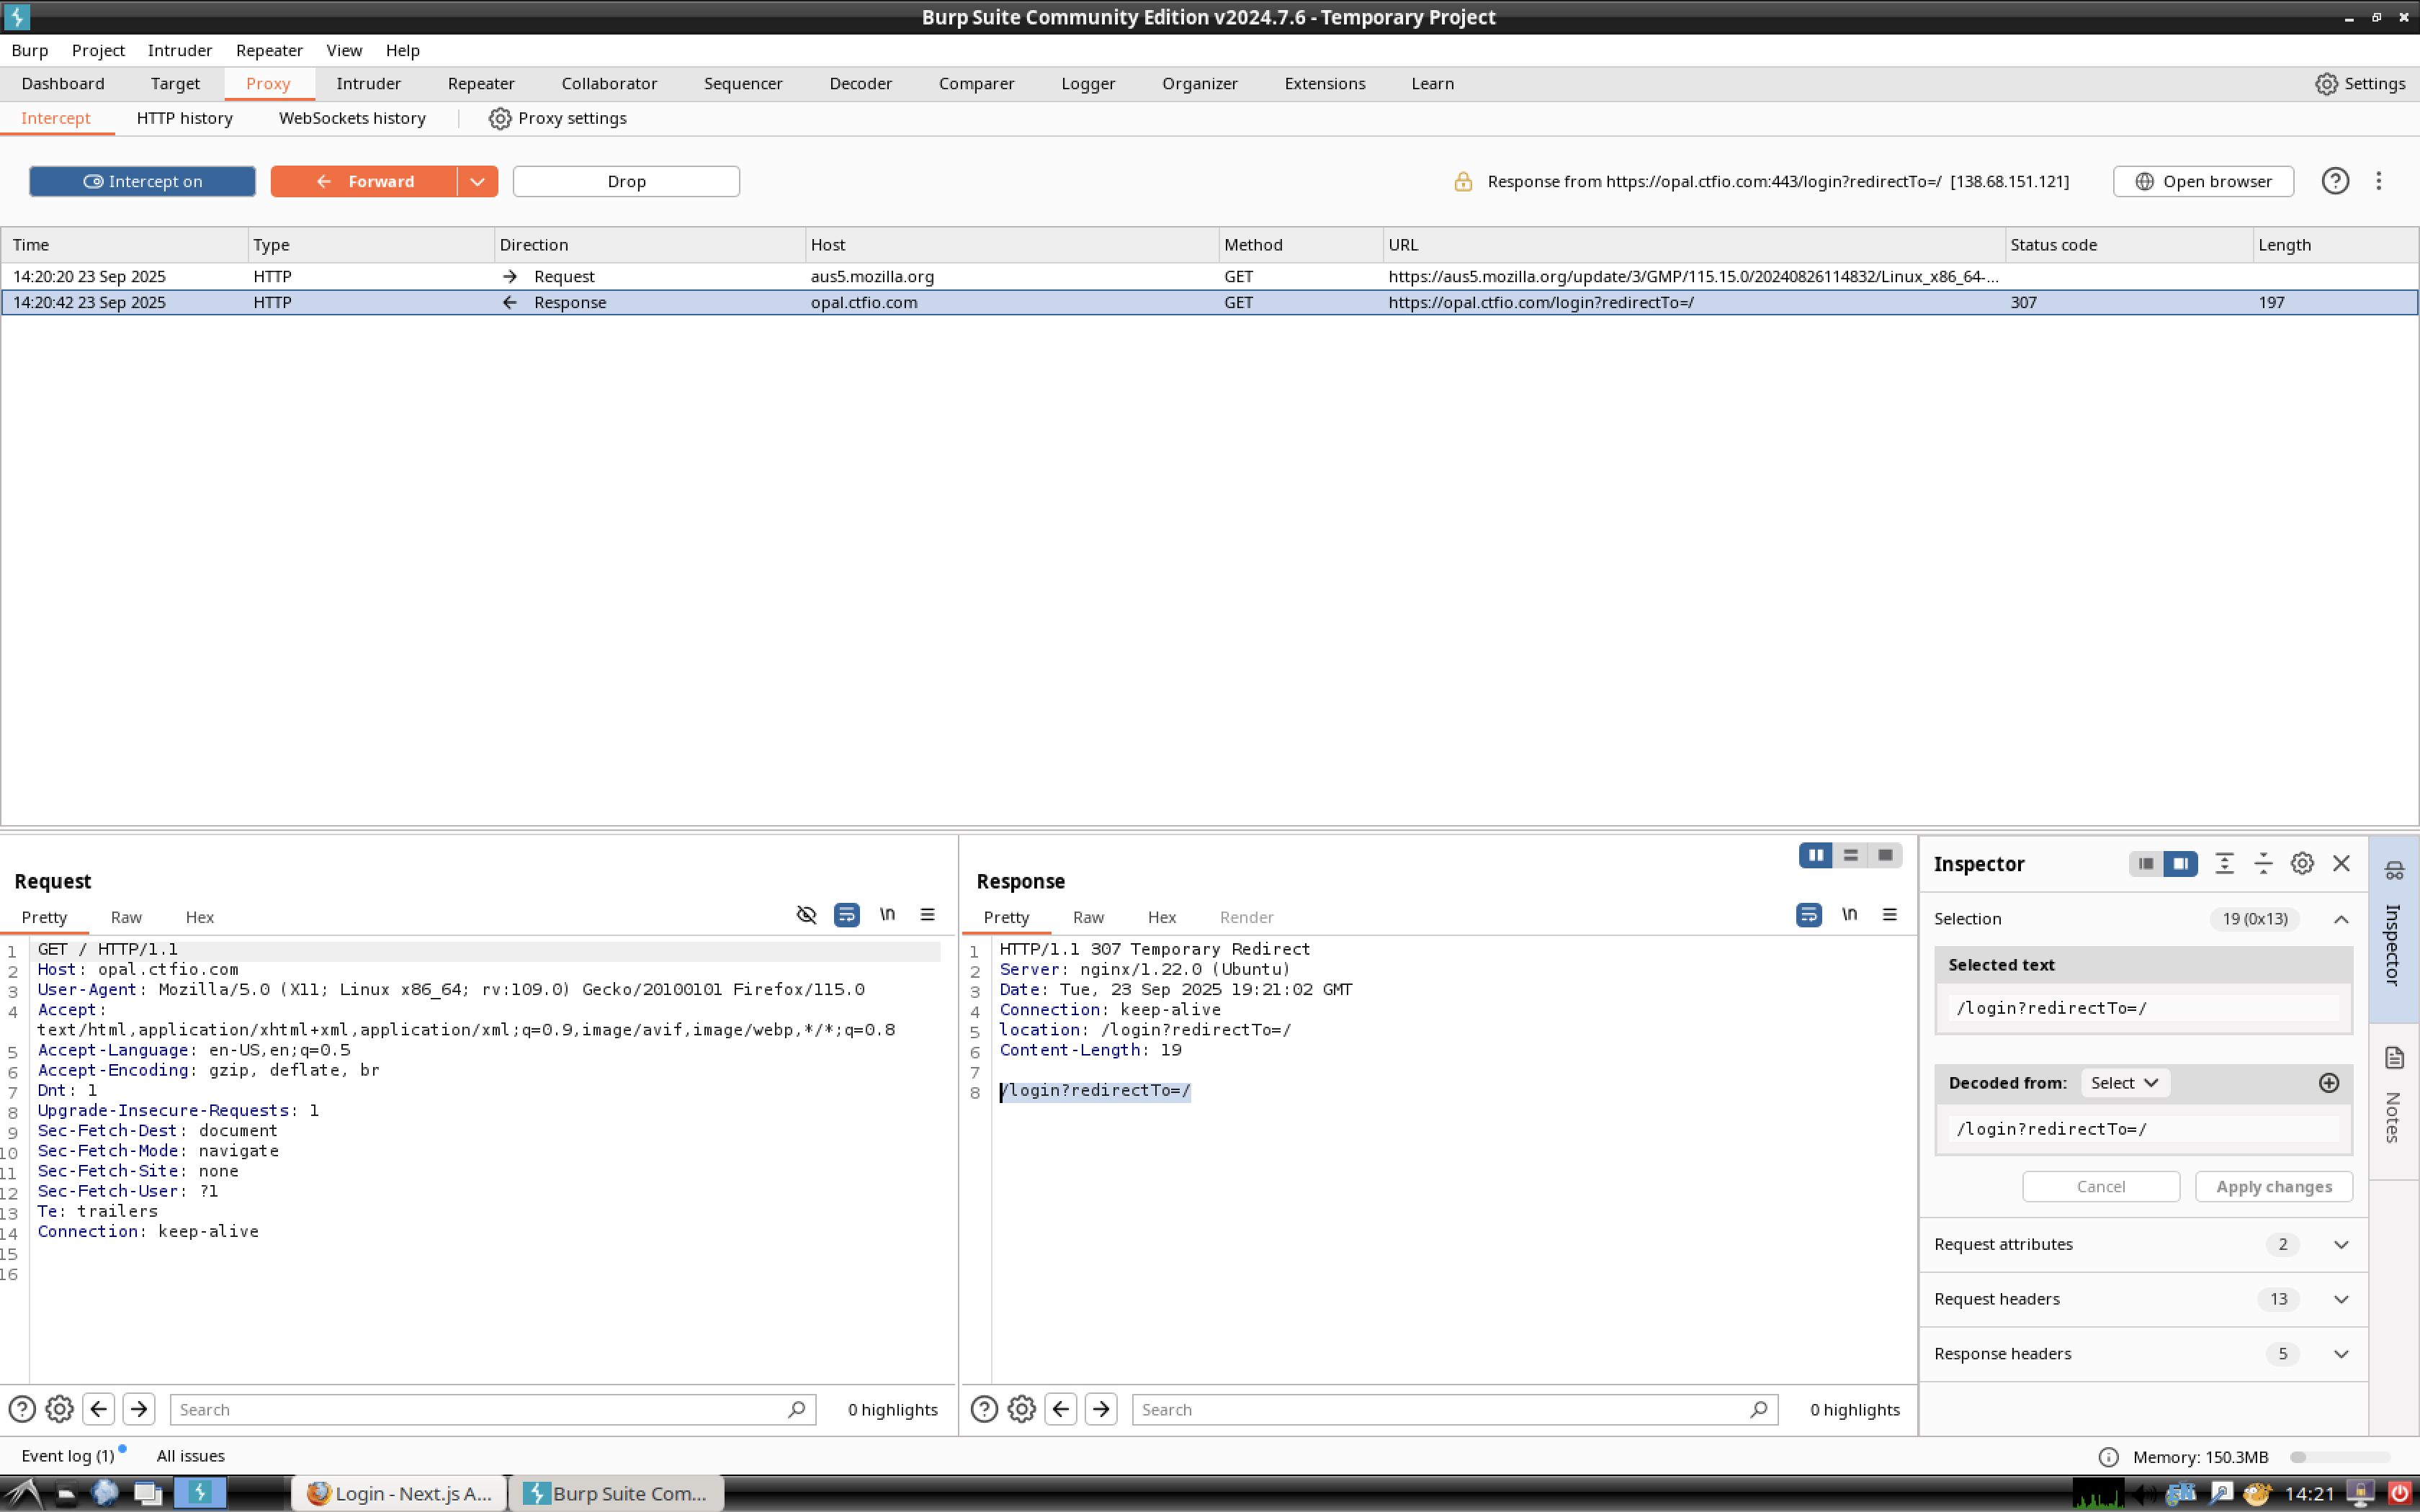 Burp Suite Community Edition v2024.7.6 - Temporary Project
Burp Project Intruder Repeater View Help
Dashboard Target Proxy Intruder Repeater Collaborator Sequencer Decoder Comparer Logger Organizer Extensions Learn Settings
Intercept HTTP history WebSockets history Proxy settings
Intercept on Forward Drop Response from https://opal.ctfio.com:443/login?redirectTo=/ [138.68.151.121] Open browser
Time Type Direction Host Method URL Status code Length
14:20:20 23 Sep 2025 HTTP → Request aus5.mozilla.org GET https://aus5.mozilla.org/update/3/GMP/115.15.0/20240826114832/Linux_x86_64-...
14:20:42 23 Sep 2025 HTTP ← Response opal.ctfio.com GET https://opal.ctfio.com/login?redirectTo=/ 307 197
Request
Pretty Raw Hex \n
1 GET / HTTP/1.1
2 Host: opal.ctfio.com
3 User-Agent: Mozilla/5.0 (X11; Linux x86_64; rv:109.0) Gecko/20100101 Firefox/115.0
4 Accept:
text/html,application/xhtml+xml,application/xml;q=0.9,image/avif,image/webp,*/*;q=0.8
5 Accept-Language: en-US,en;q=0.5
6 Accept-Encoding: gzip, deflate, br
7 Dnt: 1
8 Upgrade-Insecure-Requests: 1
9 Sec-Fetch-Dest: document
10 Sec-Fetch-Mode: navigate
11 Sec-Fetch-Site: none
12 Sec-Fetch-User: ?1
13 Te: trailers
14 Connection: keep-alive
15
16
Search 0 highlights
Response
Pretty Raw Hex Render \n
1 HTTP/1.1 307 Temporary Redirect
2 Server: nginx/1.22.0 (Ubuntu)
3 Date: Tue, 23 Sep 2025 19:21:02 GMT
4 Connection: keep-alive
5 location: /login?redirectTo=/
6 Content-Length: 19
7
8 /login?redirectTo=/
Search 0 highlights
Inspector
Selection 19 (0x13)
Selected text
/login?redirectTo=/
Decoded from: Select
/login?redirectTo=/
Cancel Apply changes
Request attributes 2
Request headers 13
Response headers 5
Inspector
Notes
Event log (1) All issues Memory: 150.3MB
Login - Next.js A... Burp Suite Com... 14:21